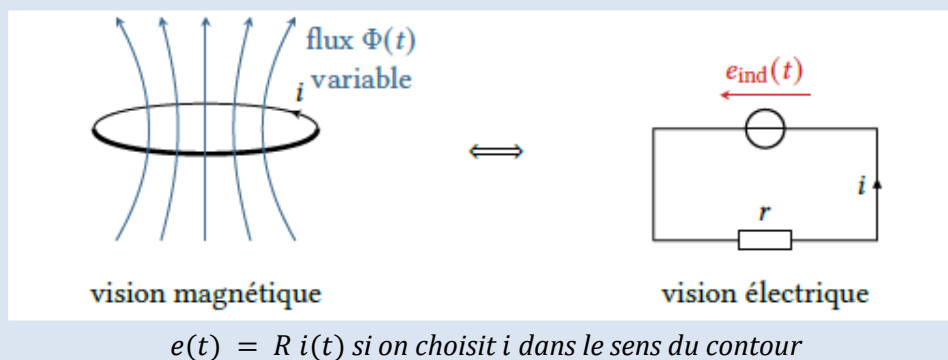 flux Φ(t)
variable
i
e_ind(t)
⟺
i
r
vision magnétique
vision électrique
e(t) = R i(t) si on choisit i dans le sens du contour